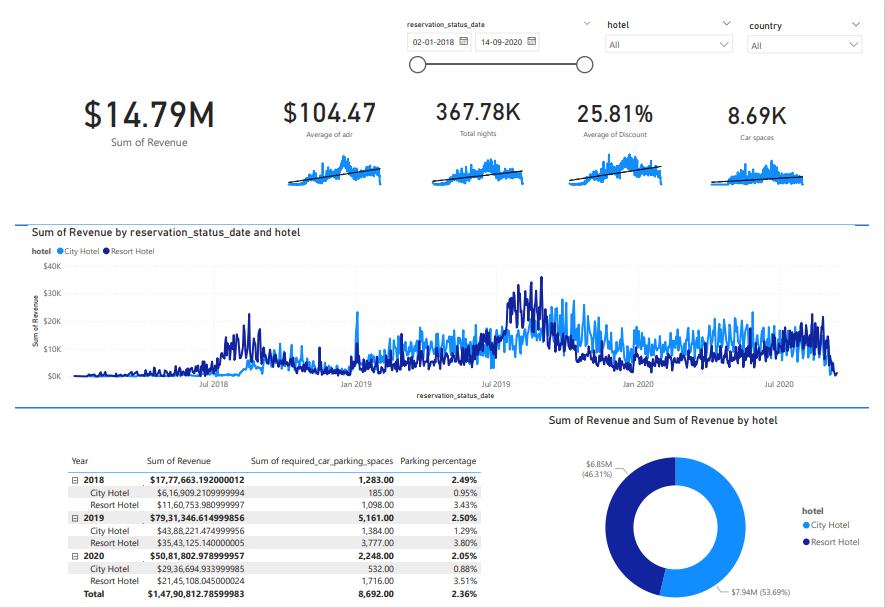 reservation_status_date
02-01-2018 14-09-2020
hotel
All
country
All
$14.79M
Sum of Revenue
$104.47
Average of adr
367.78K
Total nights
25.81%
Average of Discount
8.69K
Car spaces
Sum of Revenue by reservation_status_date and hotel
hotel City Hotel Resort Hotel
Sum of Revenue
$40K
$30K
$20K
$10K
$0K
Jul 2018 Jan 2019 Jul 2019 Jan 2020 Jul 2020
reservation_status_date
Year Sum of Revenue Sum of required_car_parking_spaces Parking percentage
2018 $17,77,663.192000012 1,283.00 2.49%
City Hotel $6,16,909.2109999994 185.00 0.95%
Resort Hotel $11,60,753.980999997 1,098.00 3.43%
2019 $79,31,346.614999856 5,161.00 2.50%
City Hotel $43,88,221.474999956 1,384.00 1.29%
Resort Hotel $35,43,125.140000005 3,777.00 3.80%
2020 $50,81,802.978999957 2,248.00 2.05%
City Hotel $29,36,694.933999985 532.00 0.88%
Resort Hotel $21,45,108.045000024 1,716.00 3.51%
Total $1,47,90,812.78599983 8,692.00 2.36%
Sum of Revenue and Sum of Revenue by hotel
$6.85M
(46.31%)
$7.94M (53.69%)
hotel
City Hotel
Resort Hotel